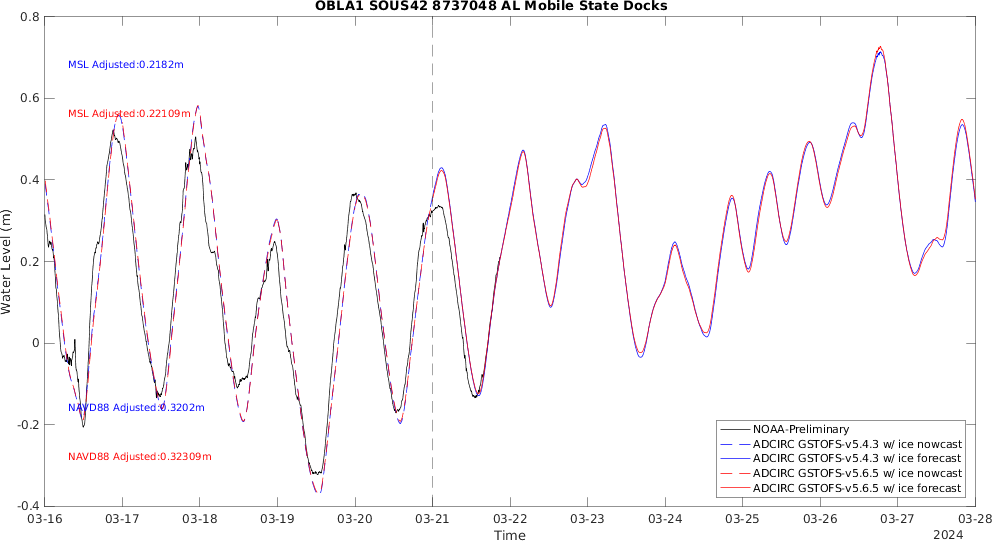 OBLA1 SOUS42 8737048 AL Mobile State Docks
0.8
0.6
0.4
0.2
0
-0.2
-0.4
Water Level (m)
MSL Adjusted:0.2182m
MSL Adjusted:0.22109m
NAVD88 Adjusted:0.3202m
NAVD88 Adjusted:0.32309m
NOAA-Preliminary
ADCIRC GSTOFS-v5.4.3 w/ ice nowcast
ADCIRC GSTOFS-v5.4.3 w/ ice forecast
ADCIRC GSTOFS-v5.6.5 w/ ice nowcast
ADCIRC GSTOFS-v5.6.5 w/ ice forecast
03-16 03-17 03-18 03-19 03-20 03-21 03-22 03-23 03-24 03-25 03-26 03-27 03-28
Time
2024